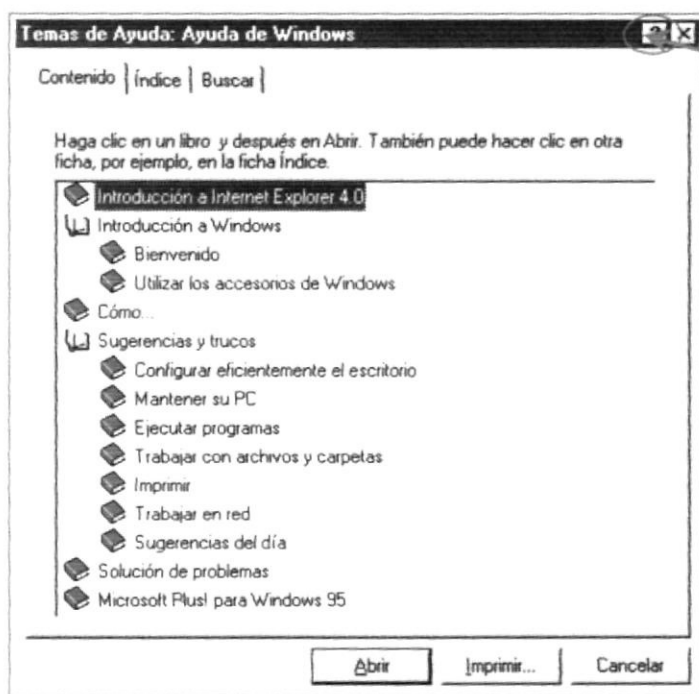 Temas de Ayuda: Ayuda de Windows
Contenido Índice Buscar
Haga clic en un libro y después en Abrir. También puede hacer clic en otra
ficha, por ejemplo, en la ficha Índice.
Introducción a Internet Explorer 4.0
Introducción a Windows
Bienvenido
Utilizar los accesorios de Windows
Cómo...
Sugerencias y trucos
Configurar eficientemente el escritorio
Mantener su PC
Ejecutar programas
Trabajar con archivos y carpetas
Imprimir
Trabajar en red
Sugerencias del día
Solución de problemas
Microsoft Plus! para Windows 95
Abrir Imprimir... Cancelar